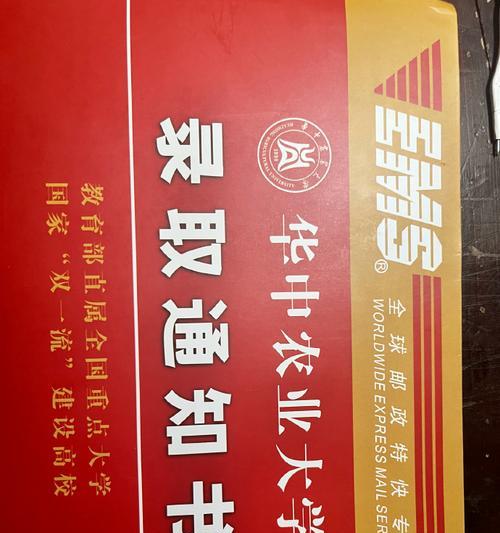 EMS®
全球邮政特快专
WORLDWIDE EXPRESS MAIL SER
华中农业大学
录取通知书
教育部直属全国重点大学
国家“双一流”建设高校